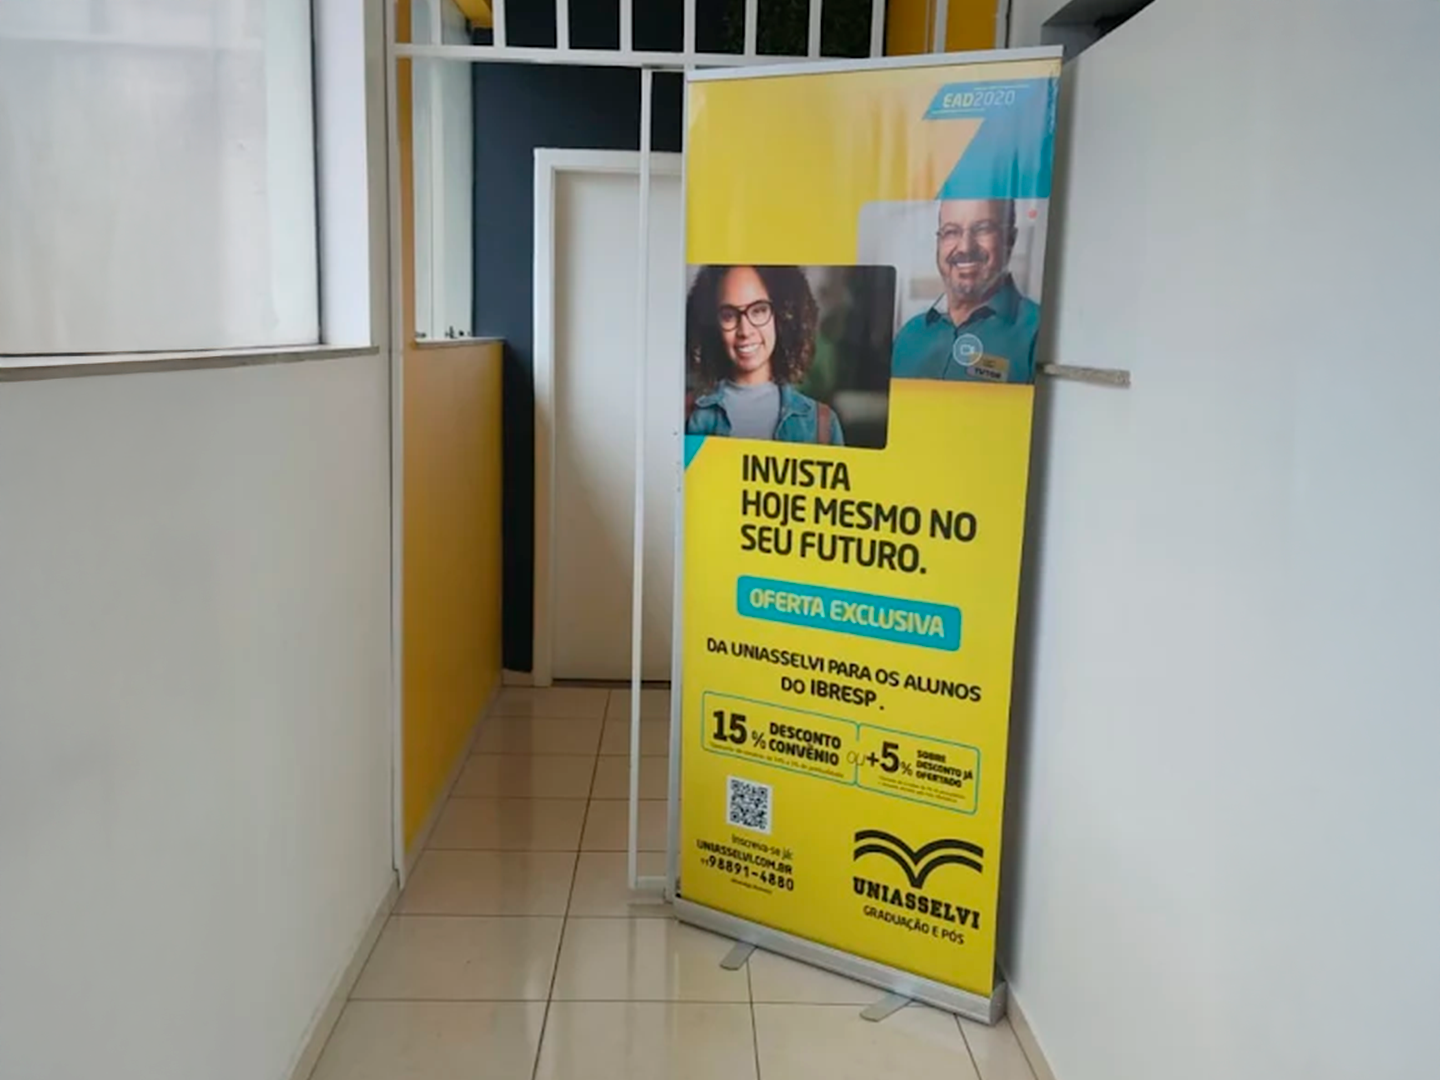 EAD2020
TUTOR
INVISTA
HOJE MESMO NO
SEU FUTURO.
OFERTA EXCLUSIVA
DA UNIASSELVI PARA OS ALUNOS
DO IBRESP.
15% DESCONTO
CONVÊNIO
ou +5% SOBRE
DESCONTO JÁ
OFERTADO
Inscreva-se já:
UNIASSELVI.COM.BR
98891-4880
UNIASSELVI
GRADUAÇÃO E PÓS